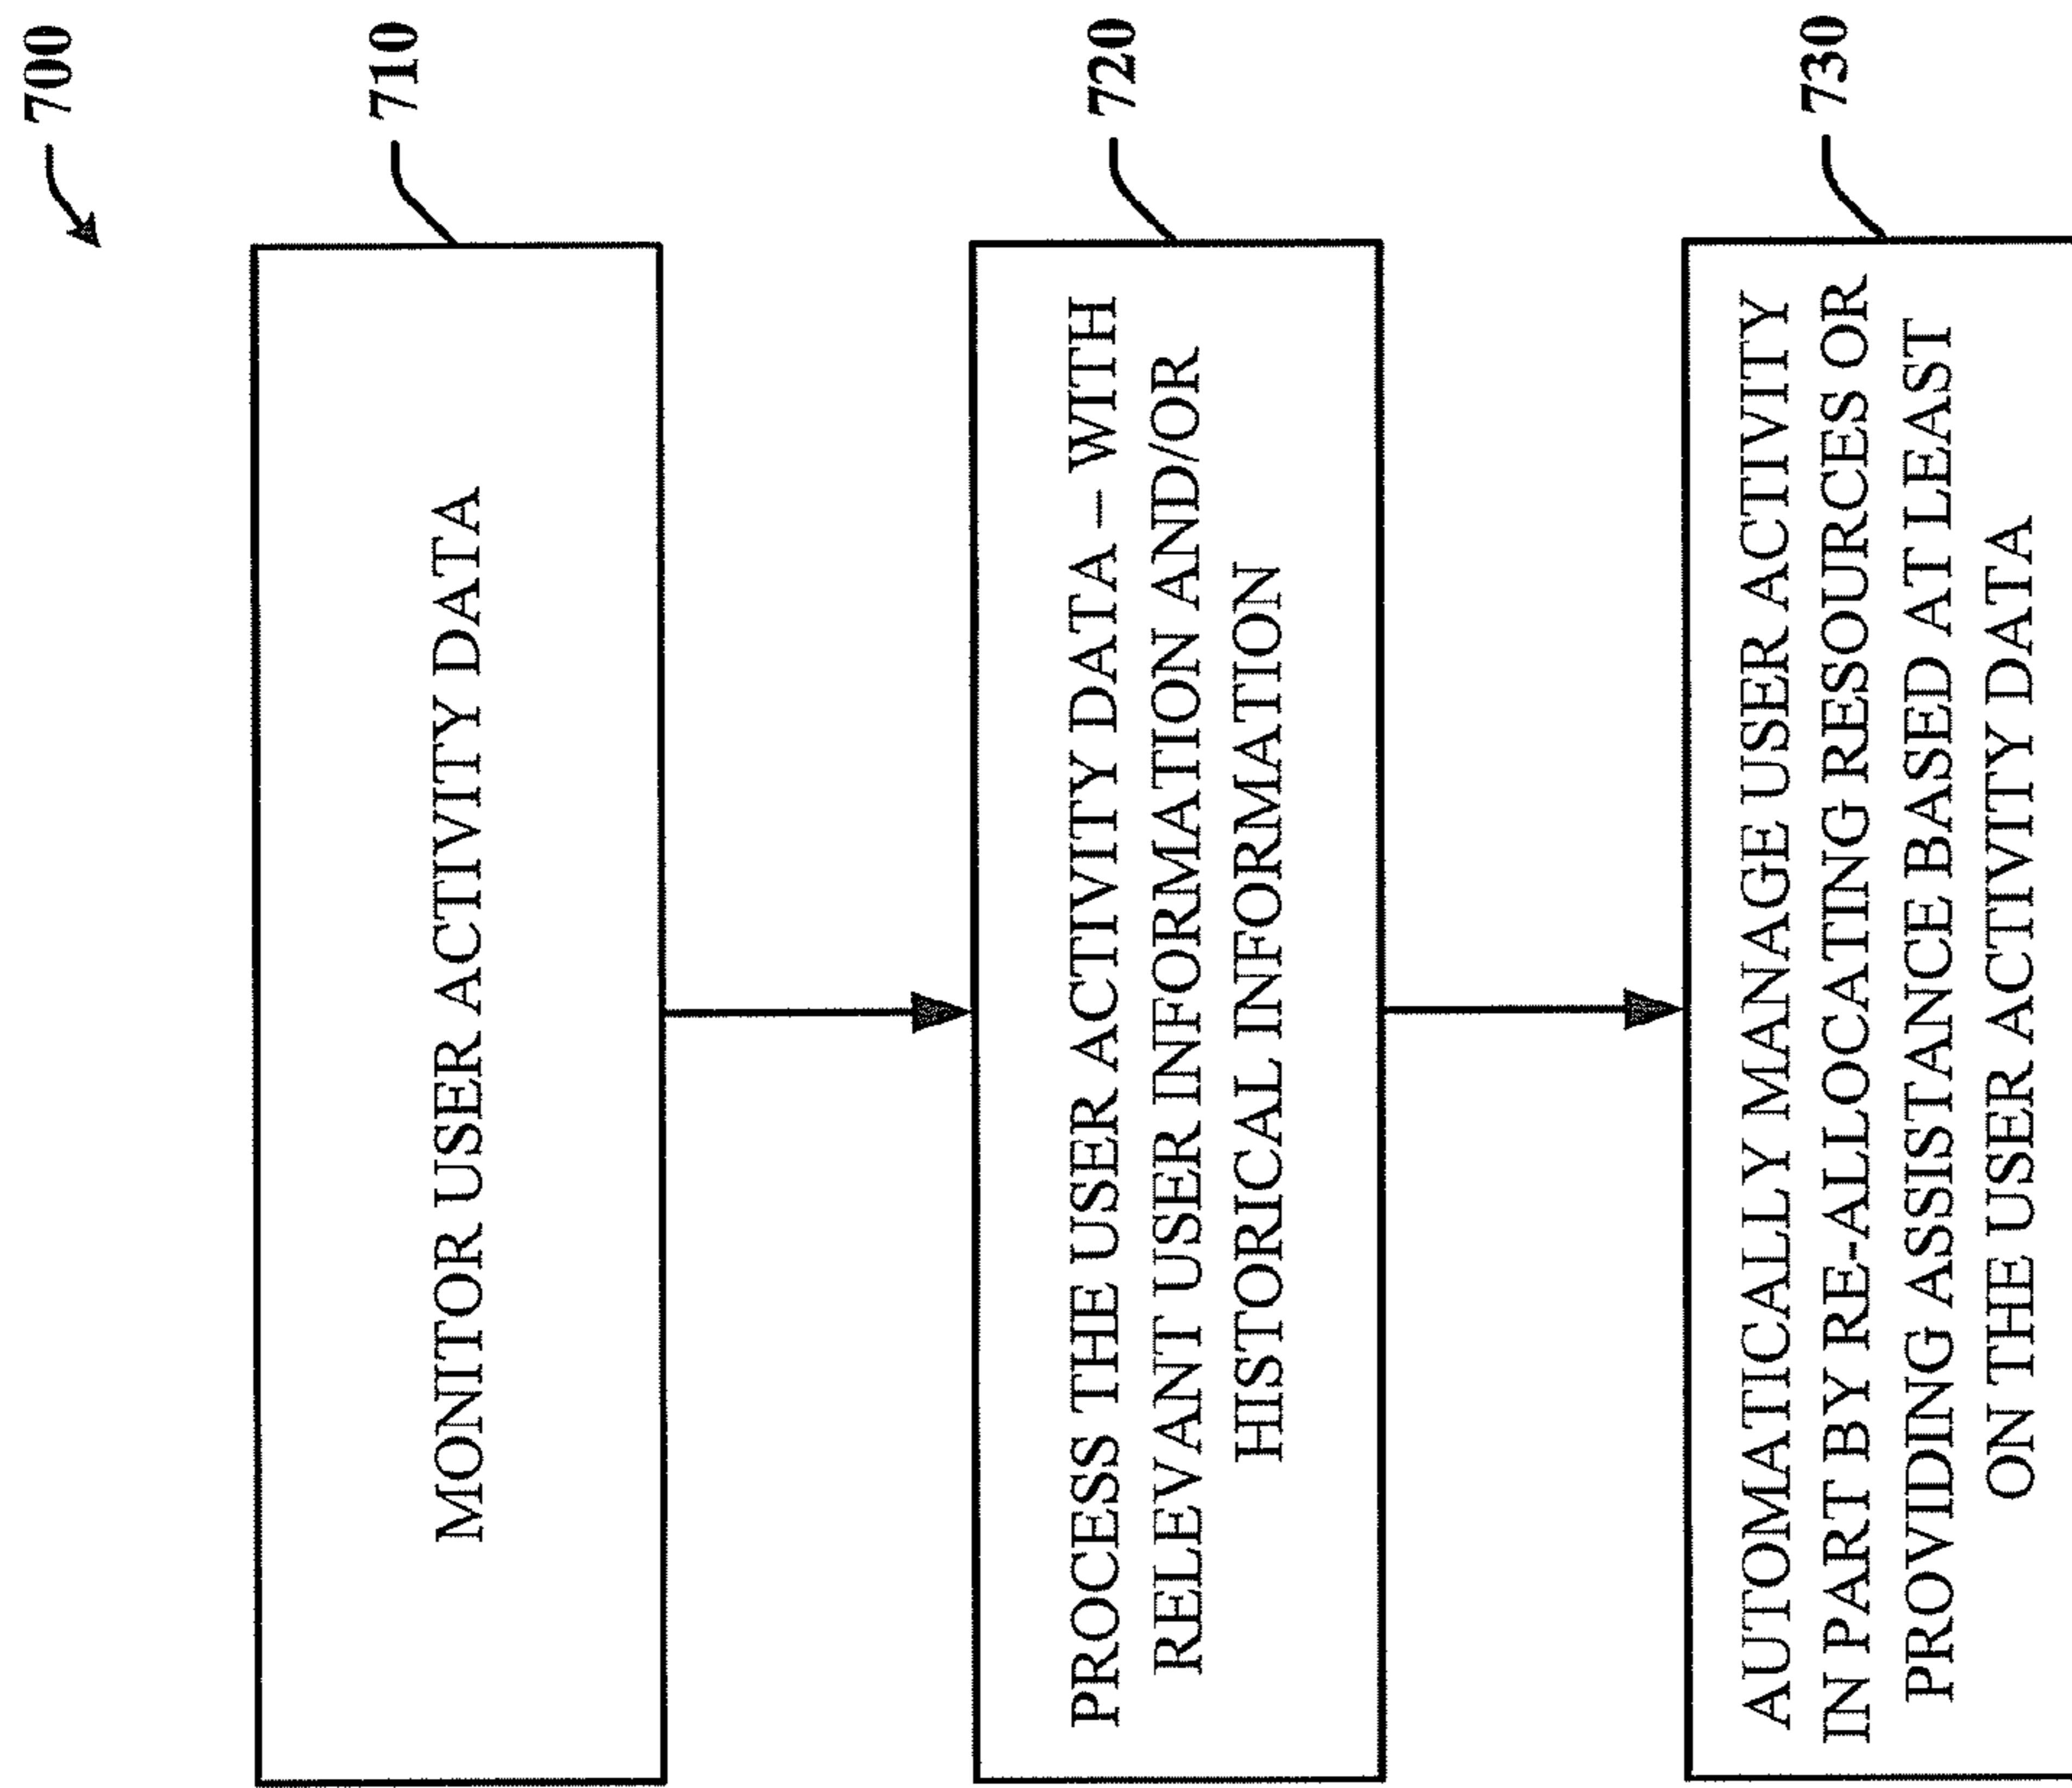 700
710
MONITOR USER ACTIVITY DATA
720
PROCESS THE USER ACTIVITY DATA – WITH
RELEVANT USER INFORMATION AND/OR
HISTORICAL INFORMATION
730
AUTOMATICALLY MANAGE USER ACTIVITY
IN PART BY RE-ALLOCATING RESOURCES OR
PROVIDING ASSISTANCE BASED AT LEAST
ON THE USER ACTIVITY DATA